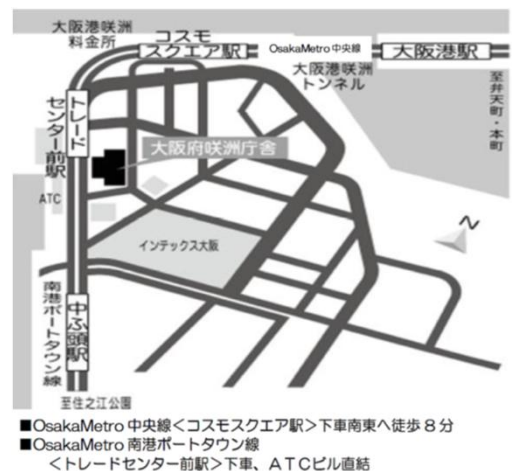 大阪港咲洲
料金所
コスモ
スクエア駅
OsakaMetro 中央線
大阪港駅
大阪港咲洲
トンネル
至弁天町・本町
トレード
センター前駅
大阪府咲洲庁舎
ATC
N
インテックス大阪
南港ポートタウン線
中ふ頭駅
至住之江公園
■OsakaMetro 中央線＜コスモスクエア駅＞下車南東へ徒歩８分
■OsakaMetro 南港ポートタウン線
＜トレードセンター前駅＞下車、ＡＴＣビル直結